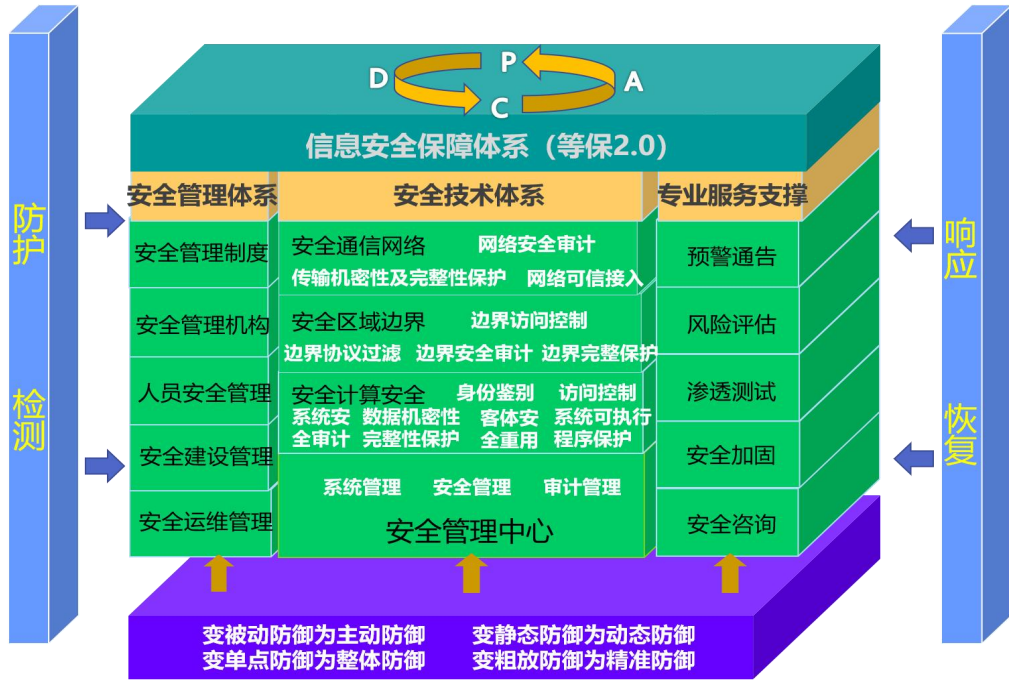 P
D
A
C
信息安全保障体系（等保2.0）
防护
检测
安全管理体系
安全管理制度
安全管理机构
人员安全管理
安全建设管理
安全运维管理
安全技术体系
安全通信网络 网络安全审计
传输机密性及完整性保护 网络可信接入
安全区域边界 边界访问控制
边界协议过滤 边界安全审计 边界完整保护
安全计算安全 身份鉴别 访问控制
系统安全审计 数据机密性完整性保护 客体安全重用 系统可执行程序保护
系统管理 安全管理 审计管理
安全管理中心
专业服务支撑
预警通告
风险评估
渗透测试
安全加固
安全咨询
响应
恢复
变被动防御为主动防御 变静态防御为动态防御
变单点防御为整体防御 变粗放防御为精准防御